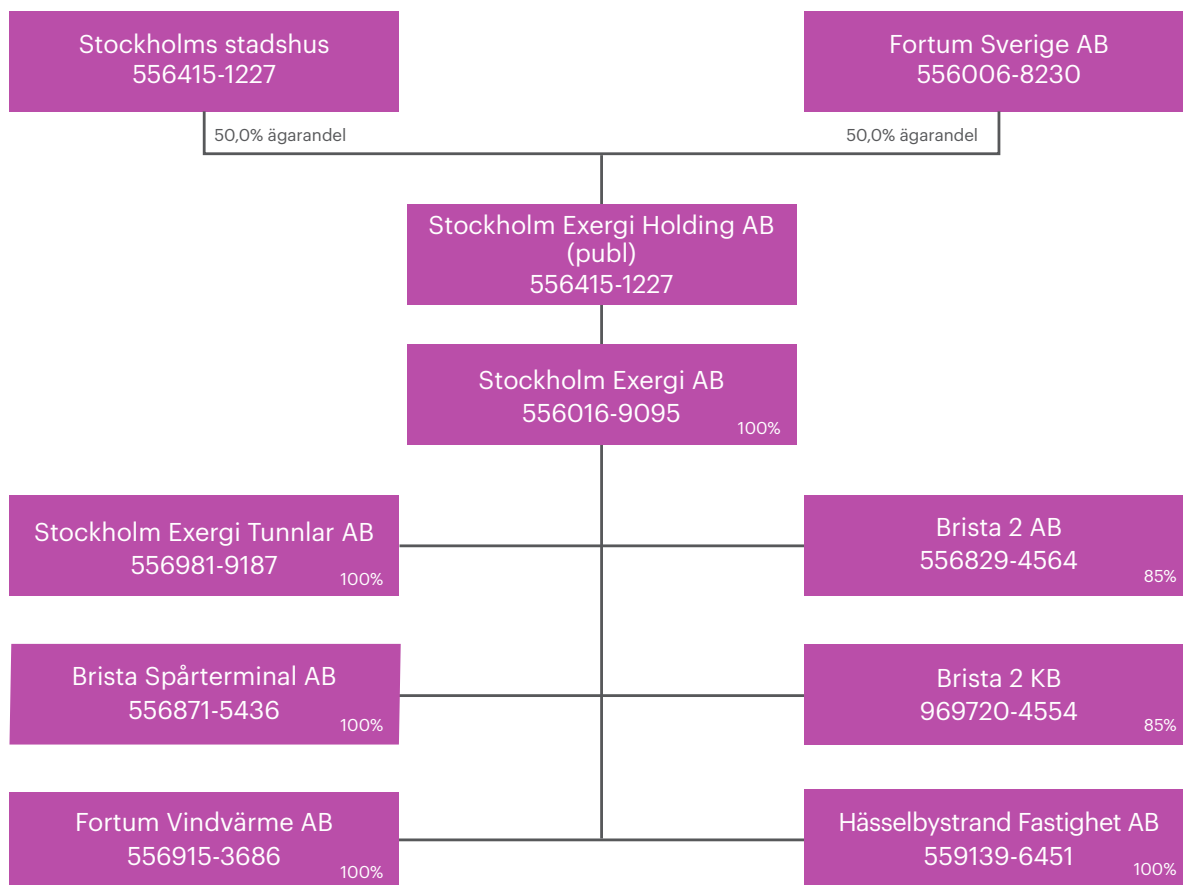 Stockholms stadshus
556415-1227
Fortum Sverige AB
556006-8230
50,0% ägarandel
50,0% ägarandel
Stockholm Exergi Holding AB
(publ)
556415-1227
Stockholm Exergi AB
556016-9095
100%
Stockholm Exergi Tunnlar AB
556981-9187
100%
Brista 2 AB
556829-4564
85%
Brista Spårterminal AB
556871-5436
100%
Brista 2 KB
969720-4554
85%
Fortum Vindvärme AB
556915-3686
100%
Hässelbystrand Fastighet AB
559139-6451
100%